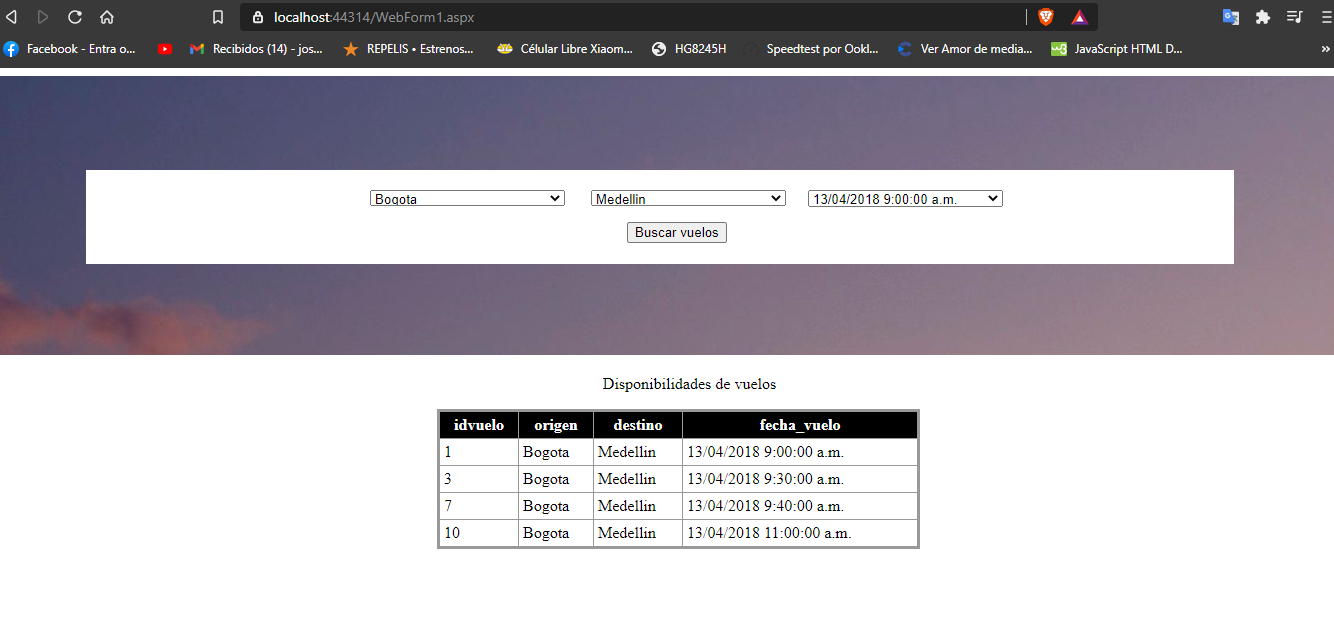 localhost:44314/WebForm1.aspx
Facebook - Entra o... Recibidos (14) - jos... REPELIS • Estrenos... Célular Libre Xiaom... HG8245H Speedtest por Ookl... Ver Amor de media... JavaScript HTML D... »
Bogota Medellin 13/04/2018 9:00:00 a.m.
Buscar vuelos
Disponibilidades de vuelos
idvuelo origen destino fecha_vuelo
1 Bogota Medellin 13/04/2018 9:00:00 a.m.
3 Bogota Medellin 13/04/2018 9:30:00 a.m.
7 Bogota Medellin 13/04/2018 9:40:00 a.m.
10 Bogota Medellin 13/04/2018 11:00:00 a.m.